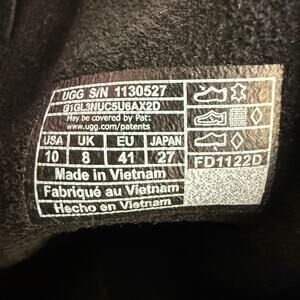 UGG S/N 1130527
G1GL3NUC5U6AX2D
May be covered by Pat:
www.ugg.com/patents
USA UK EU JAPAN
10 8 41 27
FD1122D
Made in Vietnam
Fabriqué au Vietnam
Hecho en Vietnam